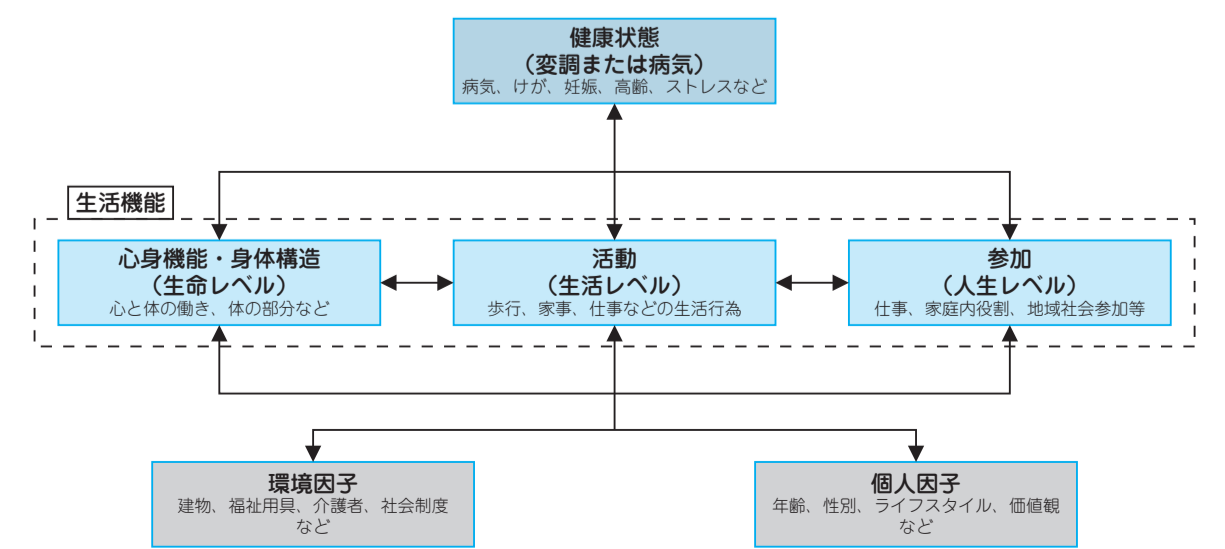 健康状態
（変調または病気）
病気、けが、妊娠、高齢、ストレスなど
生活機能
心身機能・身体構造
（生命レベル）
心と体の働き、体の部分など
活動
（生活レベル）
歩行、家事、仕事などの生活行為
参加
（人生レベル）
仕事、家庭内役割、地域社会参加等
環境因子
建物、福祉用具、介護者、社会制度
など
個人因子
年齢、性別、ライフスタイル、価値観
など